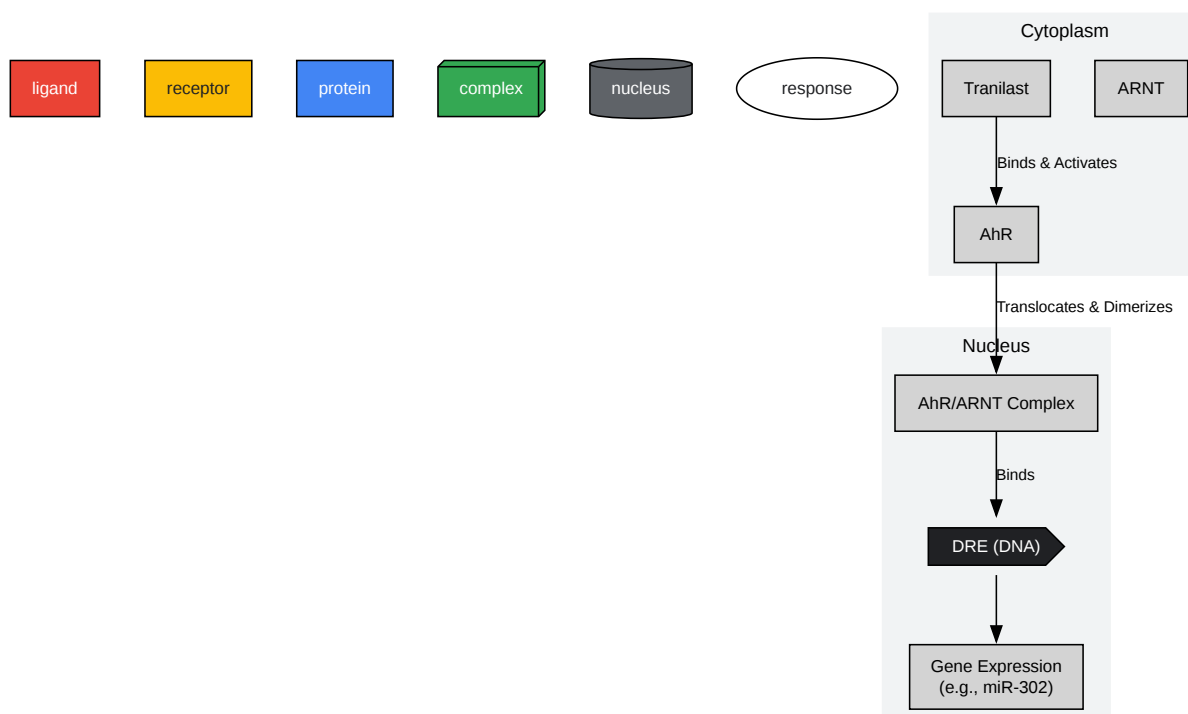 Cytoplasm
ligand
receptor
protein
complex
nucleus
response
Tranilast
ARNT
Binds & Activates
AhR
Translocates & Dimerizes
Nucleus
AhR/ARNT Complex
Binds
DRE (DNA)
Gene Expression
(e.g., miR-302)